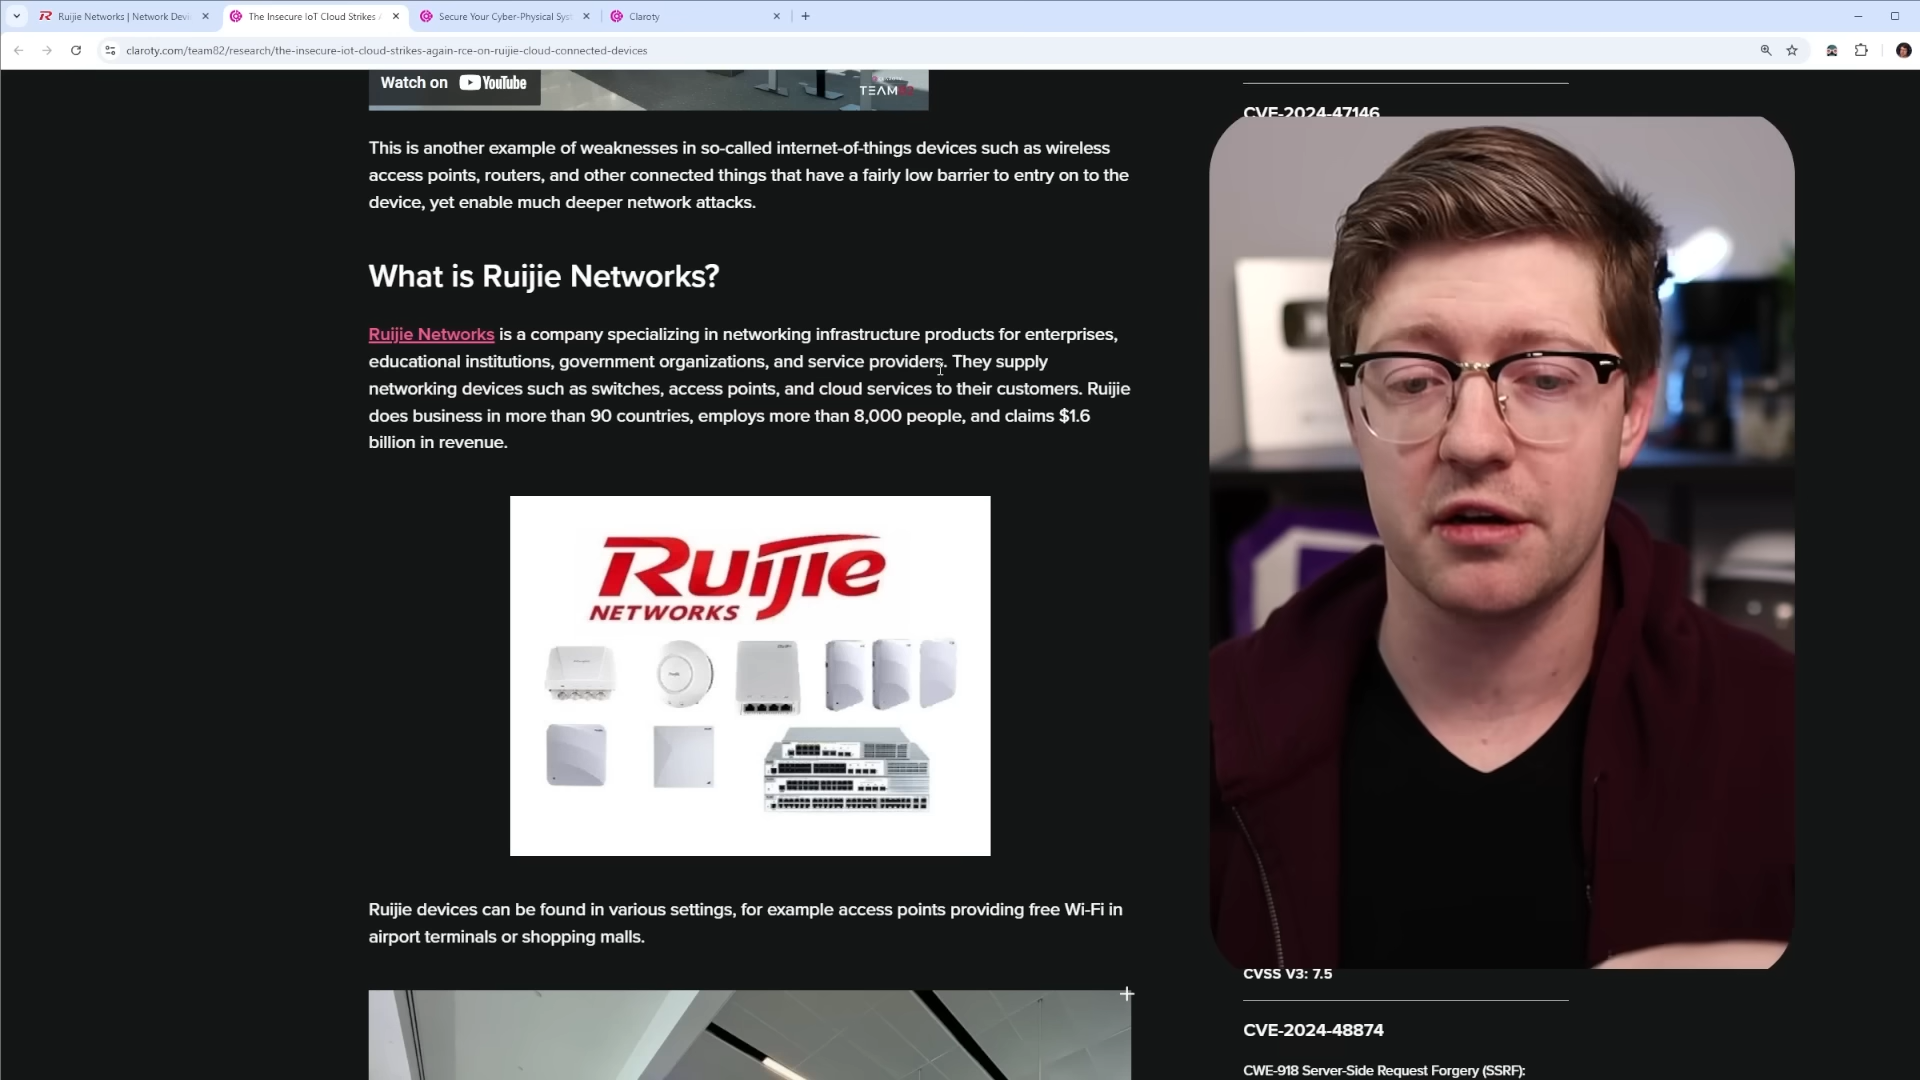 Ruijie Networks | Network Devi
The Insecure IoT Cloud Strikes A
Secure Your Cyber-Physical Sys
Claroty
claroty.com/team82/research/the-insecure-iot-cloud-strikes-again-rce-on-ruijie-cloud-connected-devices
Watch on YouTube
TEAM82
CVE-2024-47146
This is another example of weaknesses in so-called internet-of-things devices such as wireless
access points, routers, and other connected things that have a fairly low barrier to entry on to the
device, yet enable much deeper network attacks.
What is Ruijie Networks?
Ruijie Networks is a company specializing in networking infrastructure products for enterprises,
educational institutions, government organizations, and service providers. They supply
networking devices such as switches, access points, and cloud services to their customers. Ruijie
does business in more than 90 countries, employs more than 8,000 people, and claims $1.6
billion in revenue.
Ruijie
NETWORKS
Ruijie devices can be found in various settings, for example access points providing free Wi-Fi in
airport terminals or shopping malls.
CVSS V3: 7.5
CVE-2024-48874
CWE-918 Server-Side Request Forgery (SSRF):